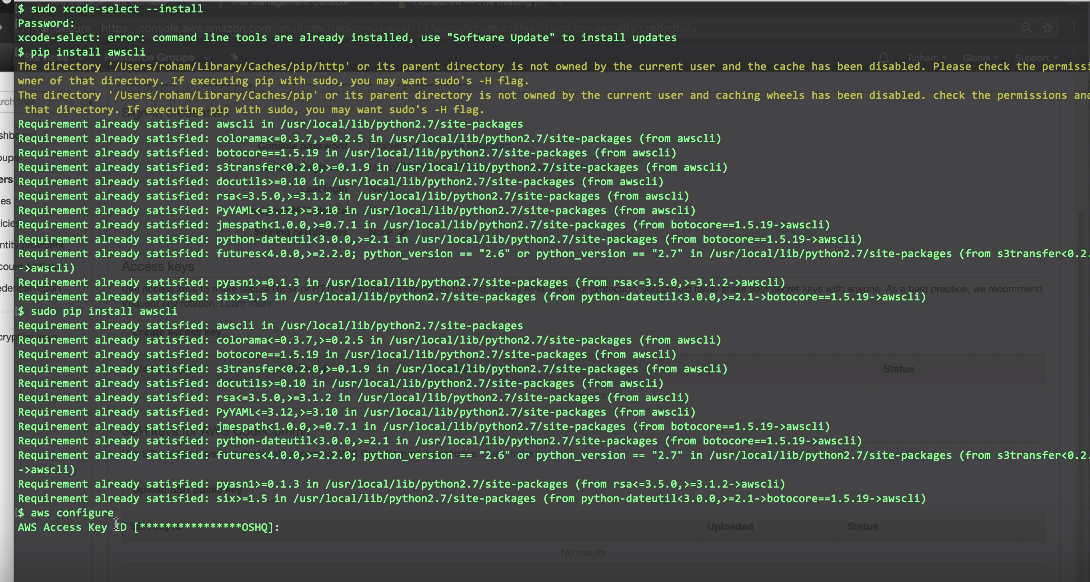 $ sudo xcode-select --install
Password:
xcode-select: error: command line tools are already installed, use "Software Update" to install updates
$ pip install awscli
The directory '/Users/roham/Library/Caches/pip/http' or its parent directory is not owned by the current user and the cache has been disabled. Please check the permissi
wner of that directory. If executing pip with sudo, you may want sudo's -H flag.
The directory '/Users/roham/Library/Caches/pip' or its parent directory is not owned by the current user and caching wheels has been disabled. check the permissions and
that directory. If executing pip with sudo, you may want sudo's -H flag.
Requirement already satisfied: awscli in /usr/local/lib/python2.7/site-packages
Requirement already satisfied: colorama<=0.3.7,>=0.2.5 in /usr/local/lib/python2.7/site-packages (from awscli)
Requirement already satisfied: botocore==1.5.19 in /usr/local/lib/python2.7/site-packages (from awscli)
Requirement already satisfied: s3transfer<0.2.0,>=0.1.9 in /usr/local/lib/python2.7/site-packages (from awscli)
Requirement already satisfied: docutils>=0.10 in /usr/local/lib/python2.7/site-packages (from awscli)
Requirement already satisfied: rsa<=3.5.0,>=3.1.2 in /usr/local/lib/python2.7/site-packages (from awscli)
Requirement already satisfied: PyYAML<=3.12,>=3.10 in /usr/local/lib/python2.7/site-packages (from awscli)
Requirement already satisfied: jmespath<1.0.0,>=0.7.1 in /usr/local/lib/python2.7/site-packages (from botocore==1.5.19->awscli)
Requirement already satisfied: python-dateutil<3.0.0,>=2.1 in /usr/local/lib/python2.7/site-packages (from botocore==1.5.19->awscli)
Requirement already satisfied: futures<4.0.0,>=2.2.0; python_version == "2.6" or python_version == "2.7" in /usr/local/lib/python2.7/site-packages (from s3transfer<0.2.
->awscli)
Access keys
Requirement already satisfied: pyasn1>=0.1.3 in /usr/local/lib/python2.7/site-packages (from rsa<=3.5.0,>=3.1.2->awscli)
Requirement already satisfied: six>=1.5 in /usr/local/lib/python2.7/site-packages (from python-dateutil<3.0.0,>=2.1->botocore==1.5.19->awscli)
$ sudo pip install awscli
Requirement already satisfied: awscli in /usr/local/lib/python2.7/site-packages
Requirement already satisfied: colorama<=0.3.7,>=0.2.5 in /usr/local/lib/python2.7/site-packages (from awscli)
Requirement already satisfied: botocore==1.5.19 in /usr/local/lib/python2.7/site-packages (from awscli)
Requirement already satisfied: s3transfer<0.2.0,>=0.1.9 in /usr/local/lib/python2.7/site-packages (from awscli)
Status
Requirement already satisfied: docutils>=0.10 in /usr/local/lib/python2.7/site-packages (from awscli)
Requirement already satisfied: rsa<=3.5.0,>=3.1.2 in /usr/local/lib/python2.7/site-packages (from awscli)
Requirement already satisfied: PyYAML<=3.12,>=3.10 in /usr/local/lib/python2.7/site-packages (from awscli)
Requirement already satisfied: jmespath<1.0.0,>=0.7.1 in /usr/local/lib/python2.7/site-packages (from botocore==1.5.19->awscli)
Requirement already satisfied: python-dateutil<3.0.0,>=2.1 in /usr/local/lib/python2.7/site-packages (from botocore==1.5.19->awscli)
Requirement already satisfied: futures<4.0.0,>=2.2.0; python_version == "2.6" or python_version == "2.7" in /usr/local/lib/python2.7/site-packages (from s3transfer<0.2.
->awscli)
Requirement already satisfied: pyasn1>=0.1.3 in /usr/local/lib/python2.7/site-packages (from rsa<=3.5.0,>=3.1.2->awscli)
Requirement already satisfied: six>=1.5 in /usr/local/lib/python2.7/site-packages (from python-dateutil<3.0.0,>=2.1->botocore==1.5.19->awscli)
$ aws configure
AWS Access Key ID [****************OSHQ]:
Uploaded Status
No results